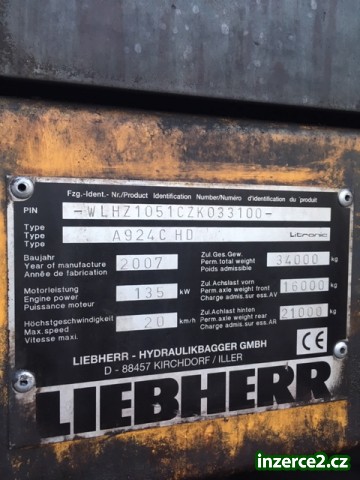 Fzg.-Ident.- Nr./Product Identification Number/Numéro d'identification du produit
PIN -WLHZ1051CZK033100-
Type
Type A924C HD Litronic
Type
Baujahr
Year of manufacture 2007
Année de fabrication
Zul.Ges.Gew.
Perm.total weight 34000 kg
Poids admissible
Motorleistung
Engine power 135 kW
Puissance moteur
Zul.Achslast vorn
Perm.axle weight front 16000 kg
Charge admis.sur ess.AV
Höchstgeschwindigkeit
Max.speed 20 km/h
Vitesse maxi.
Zul.Achslast hinten
Perm.axle weight rear 21000 kg
Charge admis.sur ess.AR
LIEBHERR - HYDRAULIKBAGGER GMBH
D - 88457 KIRCHDORF / ILLER
CE
LIEBHERR
inzerce2.cz